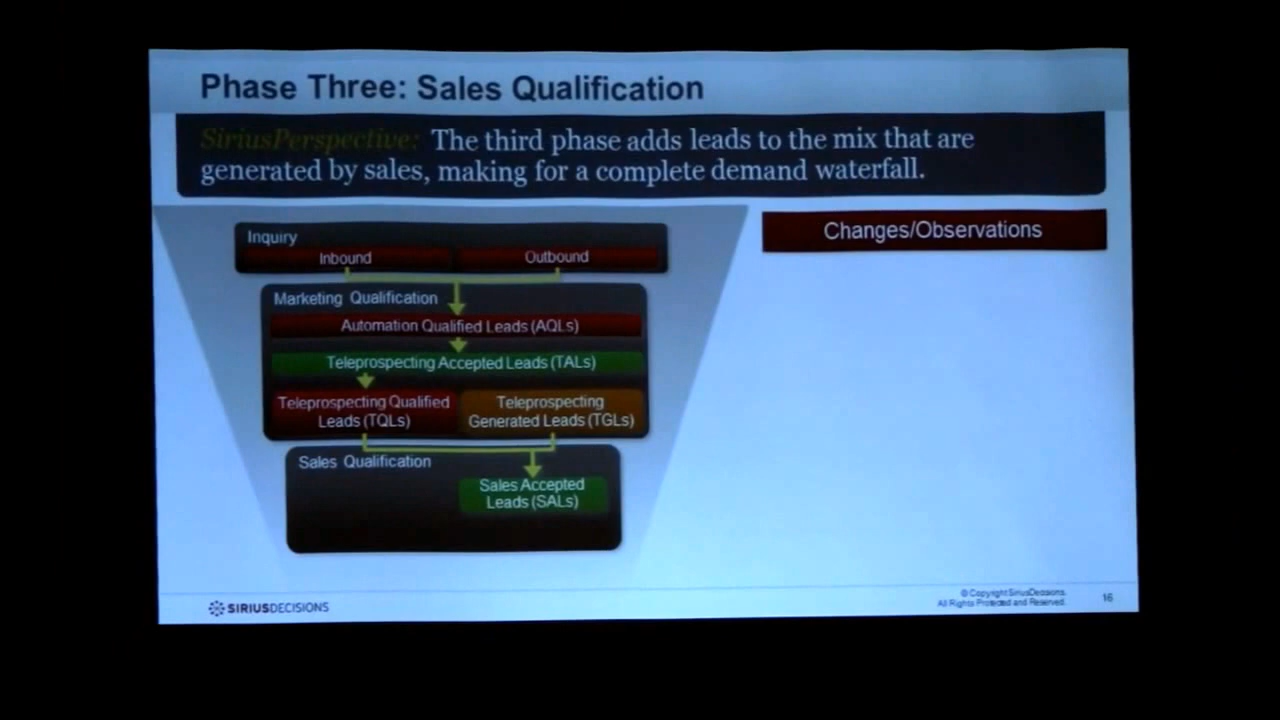 Phase Three: Sales Qualification
SiriusPerspective: The third phase adds leads to the mix that are
generated by sales, making for a complete demand waterfall.
Inquiry
Inbound
Outbound
Changes/Observations
Marketing Qualification
Automation Qualified Leads (AQLs)
Teleprospecting Accepted Leads (TALs)
Teleprospecting Qualified
Leads (TQLs)
Teleprospecting
Generated Leads (TGLs)
Sales Qualification
Sales Accepted
Leads (SALs)
SIRIUSDECISIONS
© Copyright SiriusDecisions.
All Rights Protected and Reserved.
16